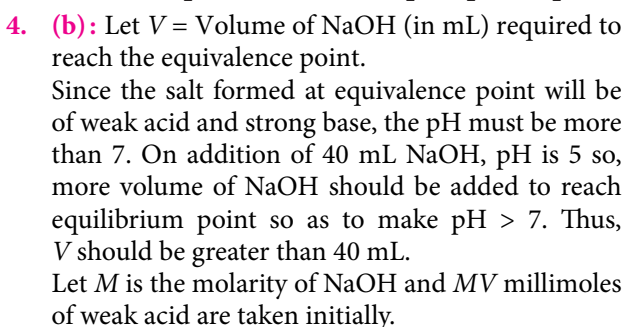 4. (b): Let V = Volume of NaOH (in mL) required to
reach the equivalence point.
Since the salt formed at equivalence point will be
of weak acid and strong base, the pH must be more
than 7. On addition of 40 mL NaOH, pH is 5 so,
more volume of NaOH should be added to reach
equilibrium point so as to make pH > 7. Thus,
V should be greater than 40 mL.
Let M is the molarity of NaOH and MV millimoles
of weak acid are taken initially.